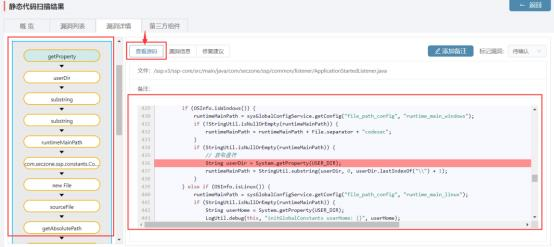 静态代码扫描结果
← 返回
概 览
漏洞列表
漏洞详情
第三方组件
getProperty
userDir
substring
substring
runtimeMainPath
com.seczone.ssp.constants.Co...
new File
sourceFile
getAbsolutePath
查看源码
漏洞信息
修复建议
添加备注
标记漏洞:
待确认
文件: /ssp.v3/ssp-core/src/main/java/com/seczone/ssp/common/listener/ApplicationStartedListener.java
备注:
429 if (OSInfo.isWindows()) {
430 runtimeMainPath = sysGlobalConfigService.getConfig("file_path_config", "runtime_main_windows");
431 if (!StringUtil.isNullOrEmpty(runtimeMainPath)) {
432 runtimeMainPath = runtimeMainPath + File.separator + "codesec";
433 }
434 if (StringUtil.isNullOrEmpty(runtimeMainPath)) {
435 // 获取盘符
436 String userDir = System.getProperty(USER_DIR);
437 runtimeMainPath = StringUtil.substring(userDir, 0, userDir.lastIndexOf("\\") + 1);
438 }
439 } else if (OSInfo.isLinux()) {
440 runtimeMainPath = sysGlobalConfigService.getConfig("file_path_config", "runtime_main_linux");
441 if (StringUtil.isNullOrEmpty(runtimeMainPath)) {
442 String userHome = System.getProperty(USER_DIR);
443 LogUtil.debug(this, "initGlobalConstants userHome: {}", userHome);